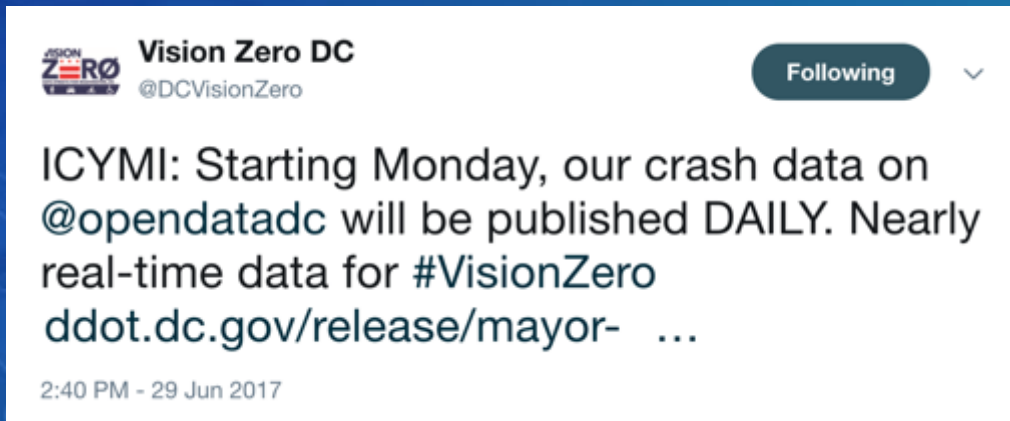 VISION
ZERØ
Vision Zero DC
@DCVisionZero
Following
ICYMI: Starting Monday, our crash data on
@opendatadc will be published DAILY. Nearly
real-time data for #VisionZero
ddot.dc.gov/release/mayor- ...
2:40 PM - 29 Jun 2017